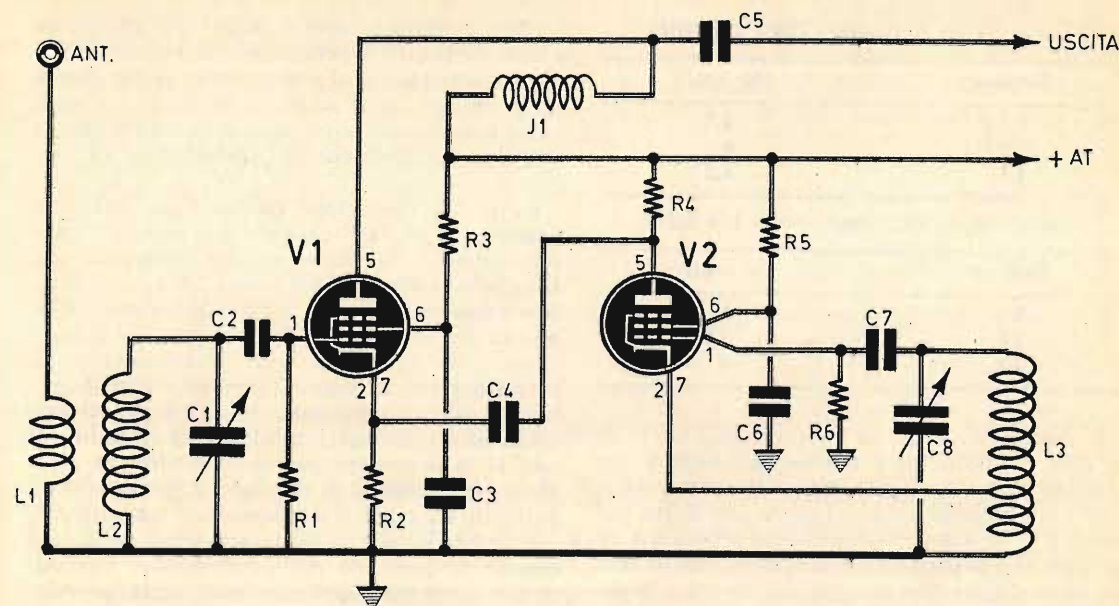 ANT.
C5
USCITA
J1
+ AT
R4
R3
R5
V1
V2
5
5
6
6
C2
1
C7
1
2
7
2
7
C4
C1
C6
R6
C8
L3
L1
L2
R1
R2
C3